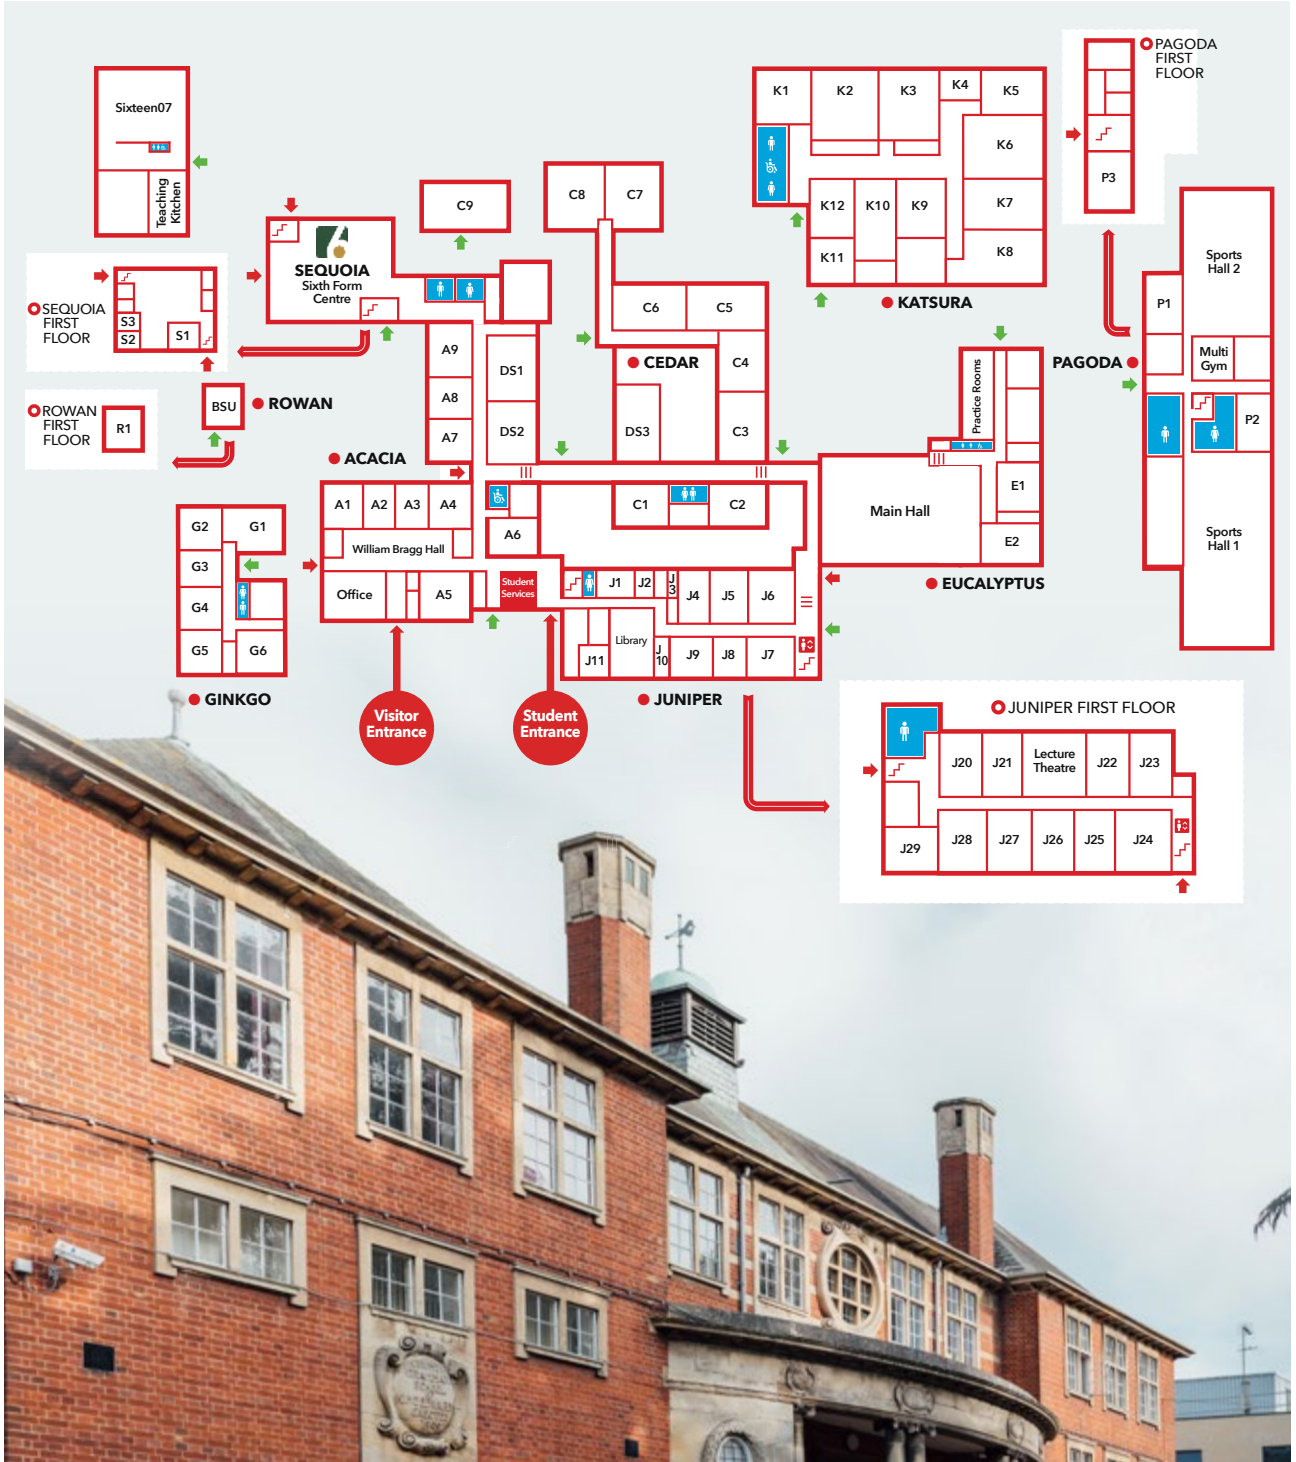 PAGODA
FIRST
FLOOR
P3
Sixteen07
Teaching
Kitchen
K1
K2
K3
K4
K5
K6
K7
K8
K9
K10
K11
K12
KATSURA
C9
C8
C7
C6
C5
C4
C3
CEDAR
DS3
SEQUOIA
Sixth Form
Centre
SEQUOIA
FIRST
FLOOR
S3
S2
S1
BSU
ROWAN
ROWAN
FIRST
FLOOR
R1
A9
A8
A7
DS1
DS2
ACACIA
A1
A2
A3
A4
A6
William Bragg Hall
Office
A5
Student
Services
C1
C2
Main Hall
Practice Rooms
E1
E2
EUCALYPTUS
Sports
Hall 2
P1
Multi
Gym
PAGODA
P2
Sports
Hall 1
G2
G1
G3
G4
G5
G6
GINKGO
J1
J2
J
3
J4
J5
J6
Library
J11
J
10
J9
J8
J7
JUNIPER
Visitor
Entrance
Student
Entrance
JUNIPER FIRST FLOOR
J20
J21
Lecture
Theatre
J22
J23
J29
J28
J27
J26
J25
J24